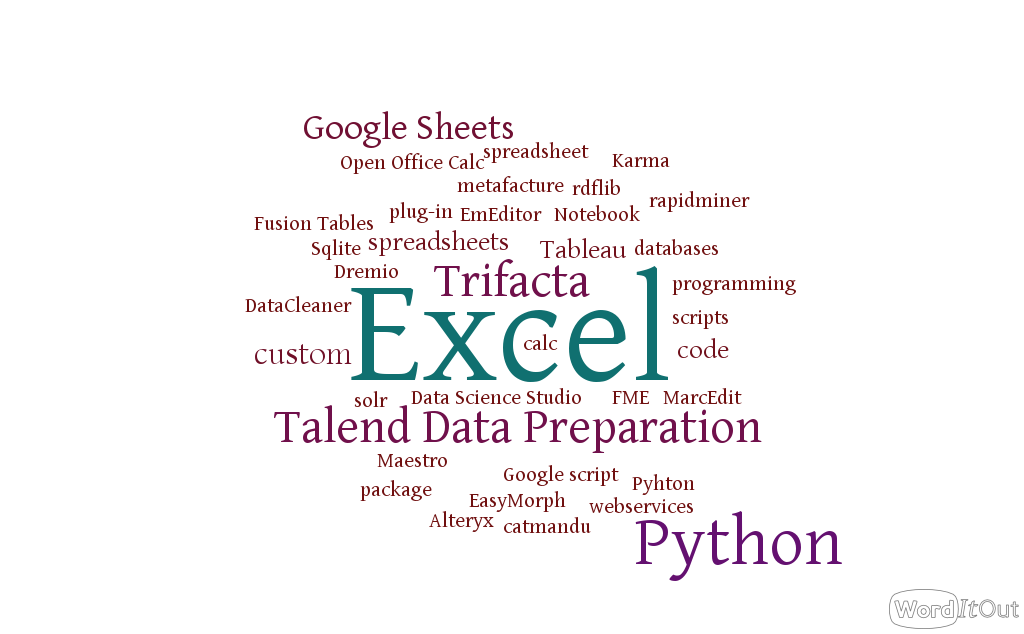 Google Sheets
spreadsheet
Open Office Calc
Karma
metafacture
rdflib
rapidminer
plug-in
EmEditor
Notebook
Fusion Tables
spreadsheets
Sqlite
Tableau
databases
Dremio
Trifacta
programming
DataCleaner
Excel
scripts
calc
custom
code
solr
Data Science Studio
FME
MarcEdit
Talend Data Preparation
Maestro
Google script
Pyhton
package
EasyMorph
webservices
Alteryx
catmandu
Python
WordItOut